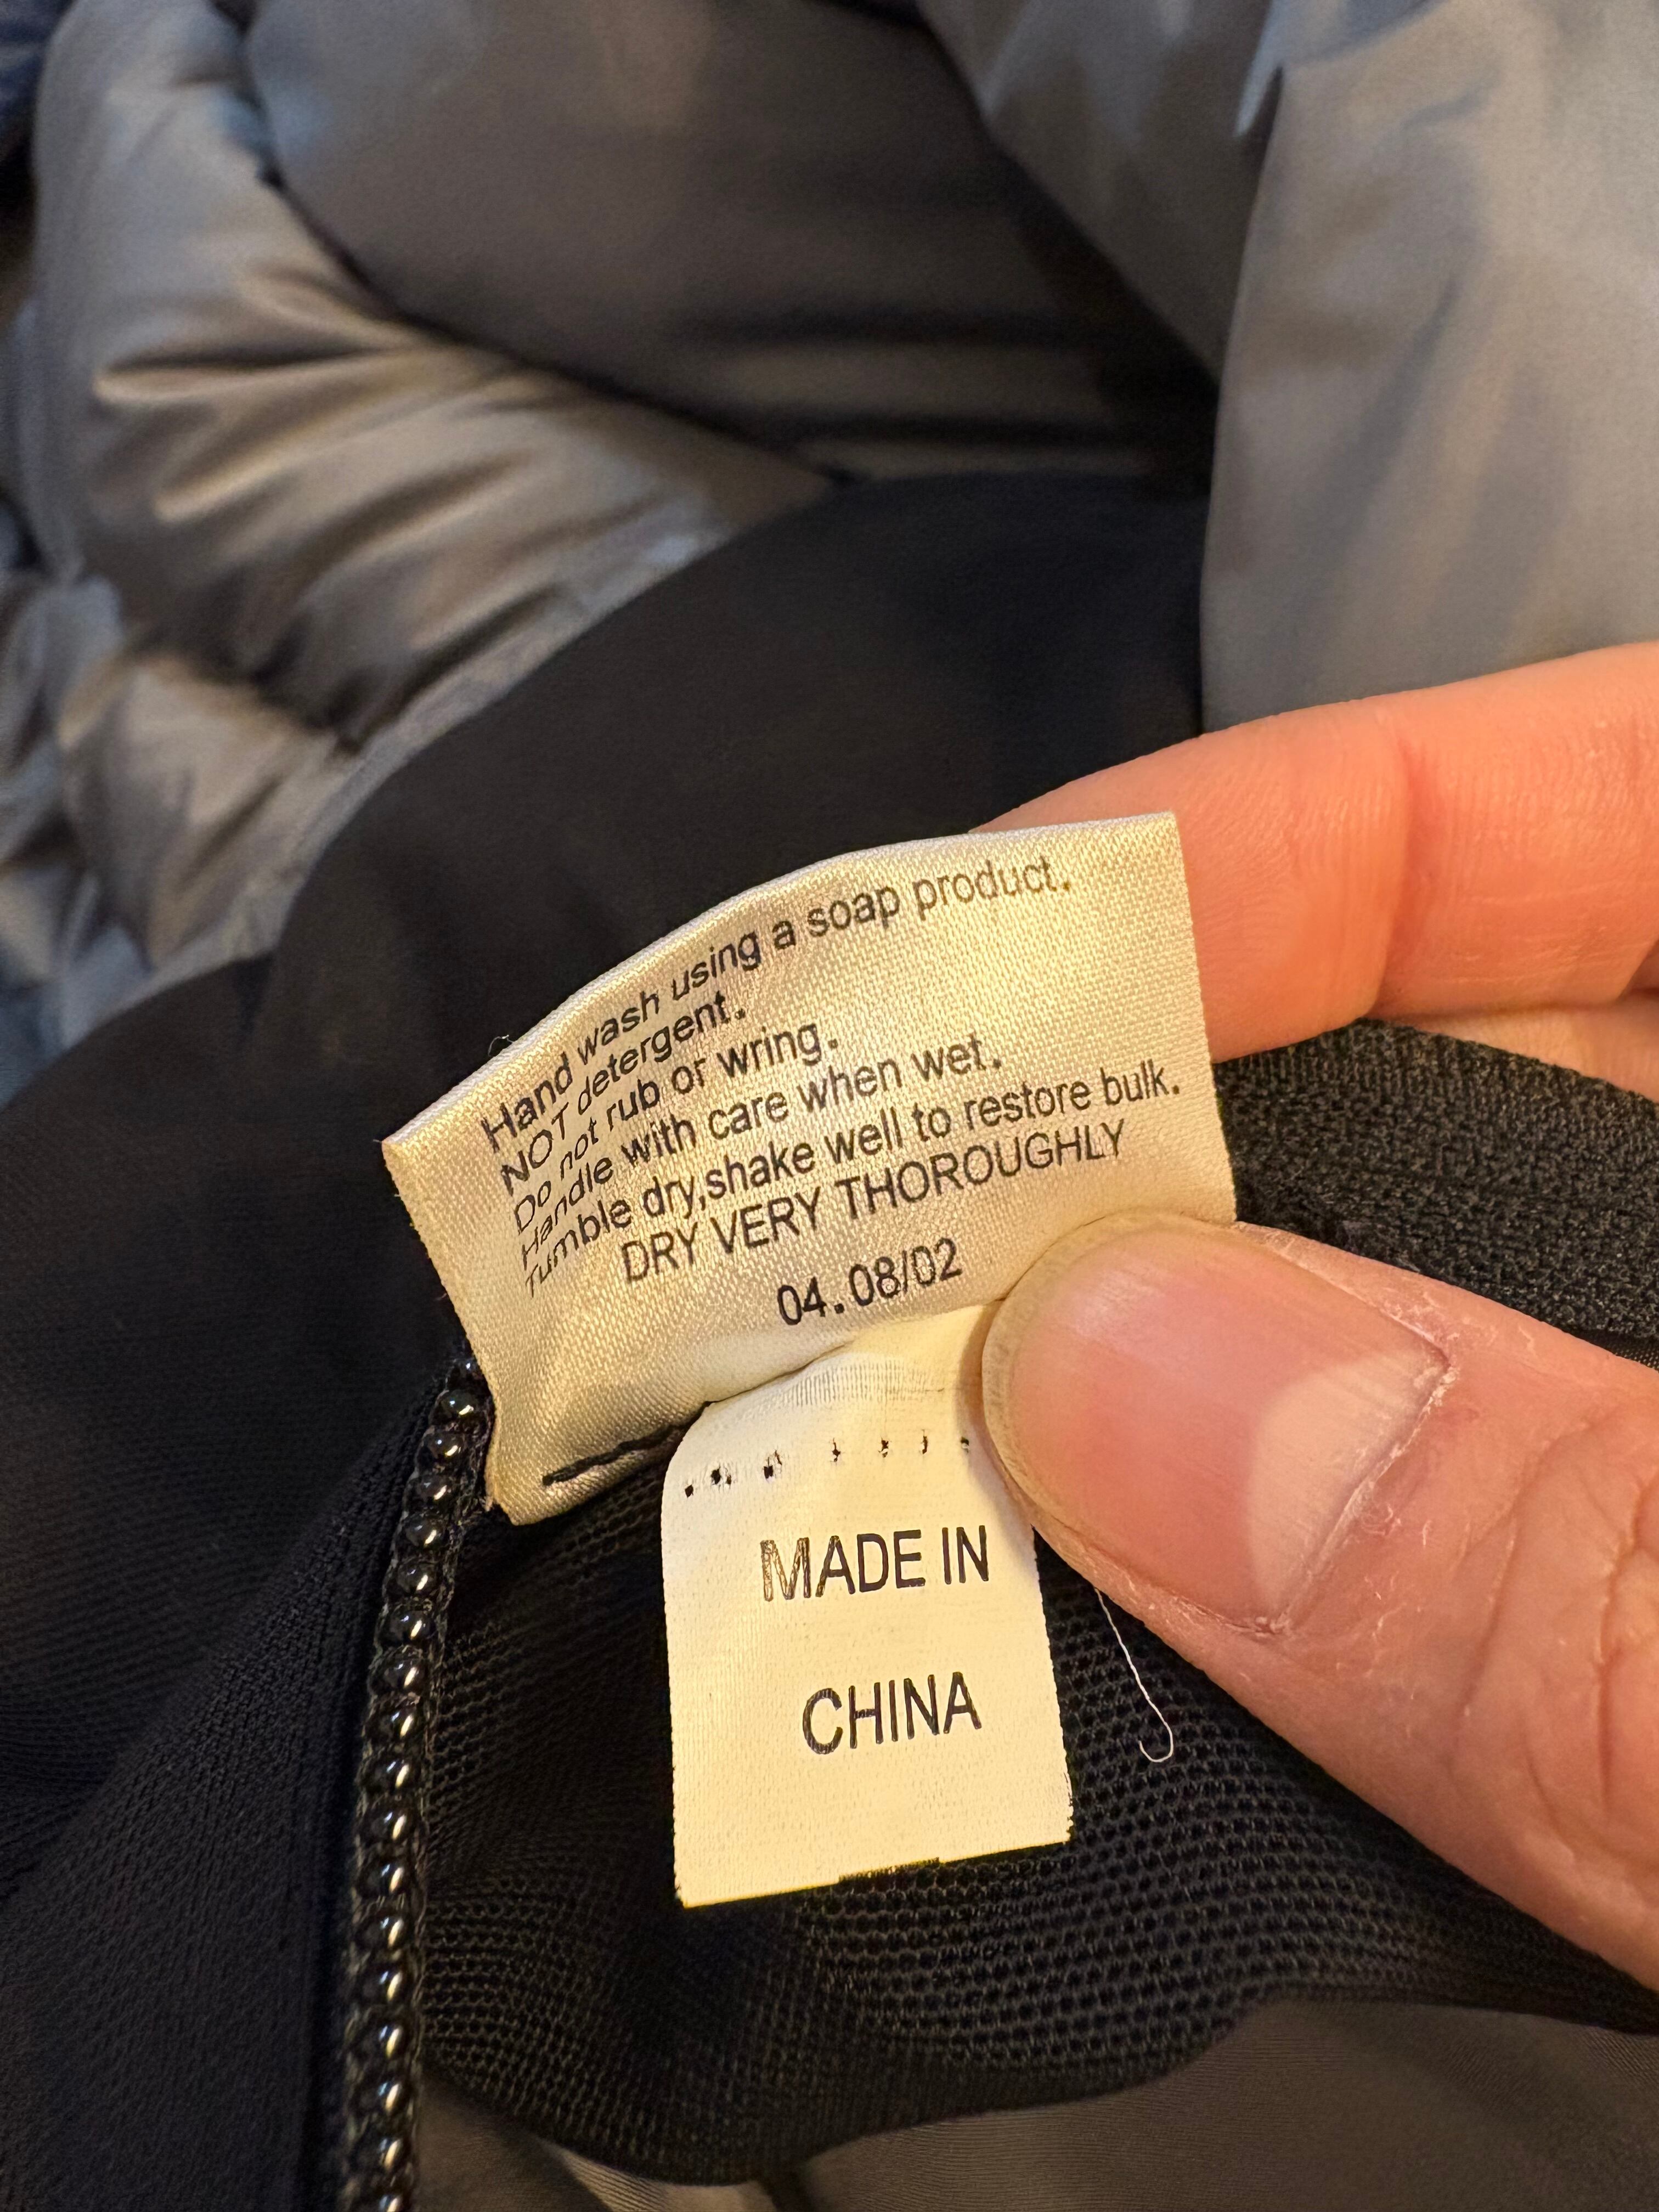 Hand wash using a soap product.
NOT detergent.
Do not rub or wring.
Handle with care when wet.
Tumble dry,shake well to restore bulk.
DRY VERY THOROUGHLY
04.08/02
MADE IN
CHINA